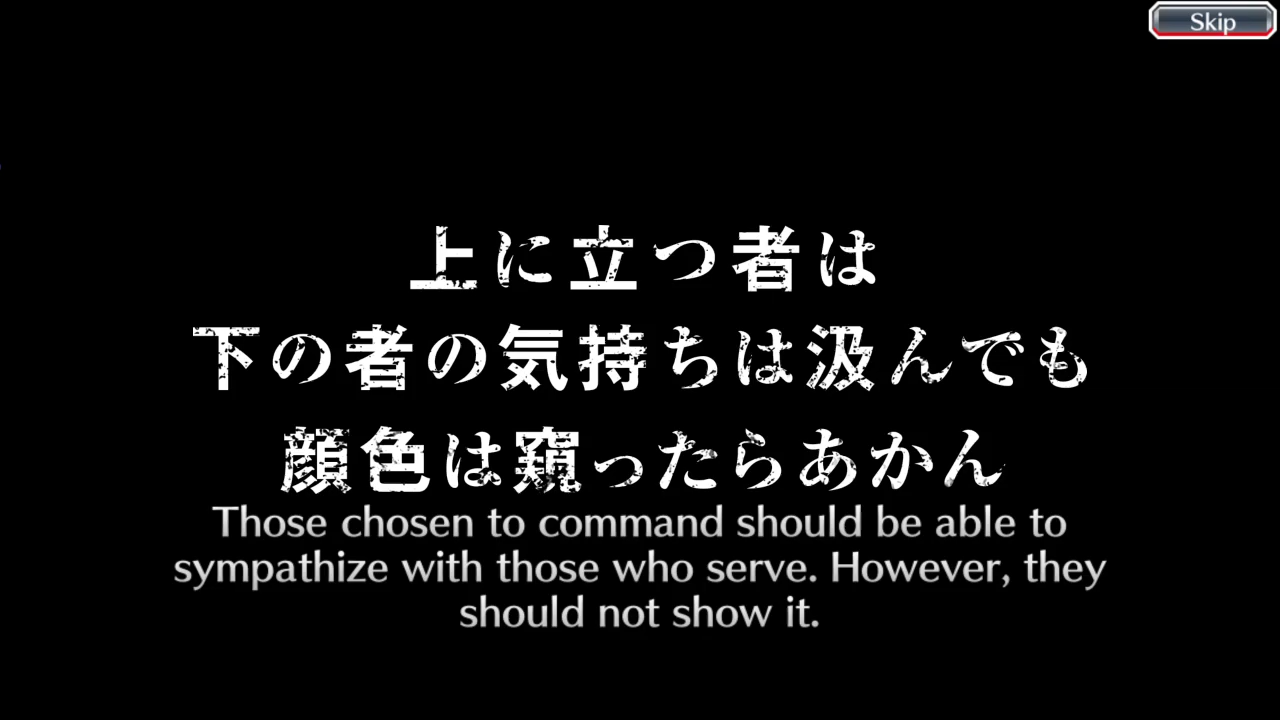 Skip
上に立つ者は
下の者の気持ちは汲んでも
顔色は窺ったらあかん
Those chosen to command should be able to
sympathize with those who serve. However, they
should not show it.